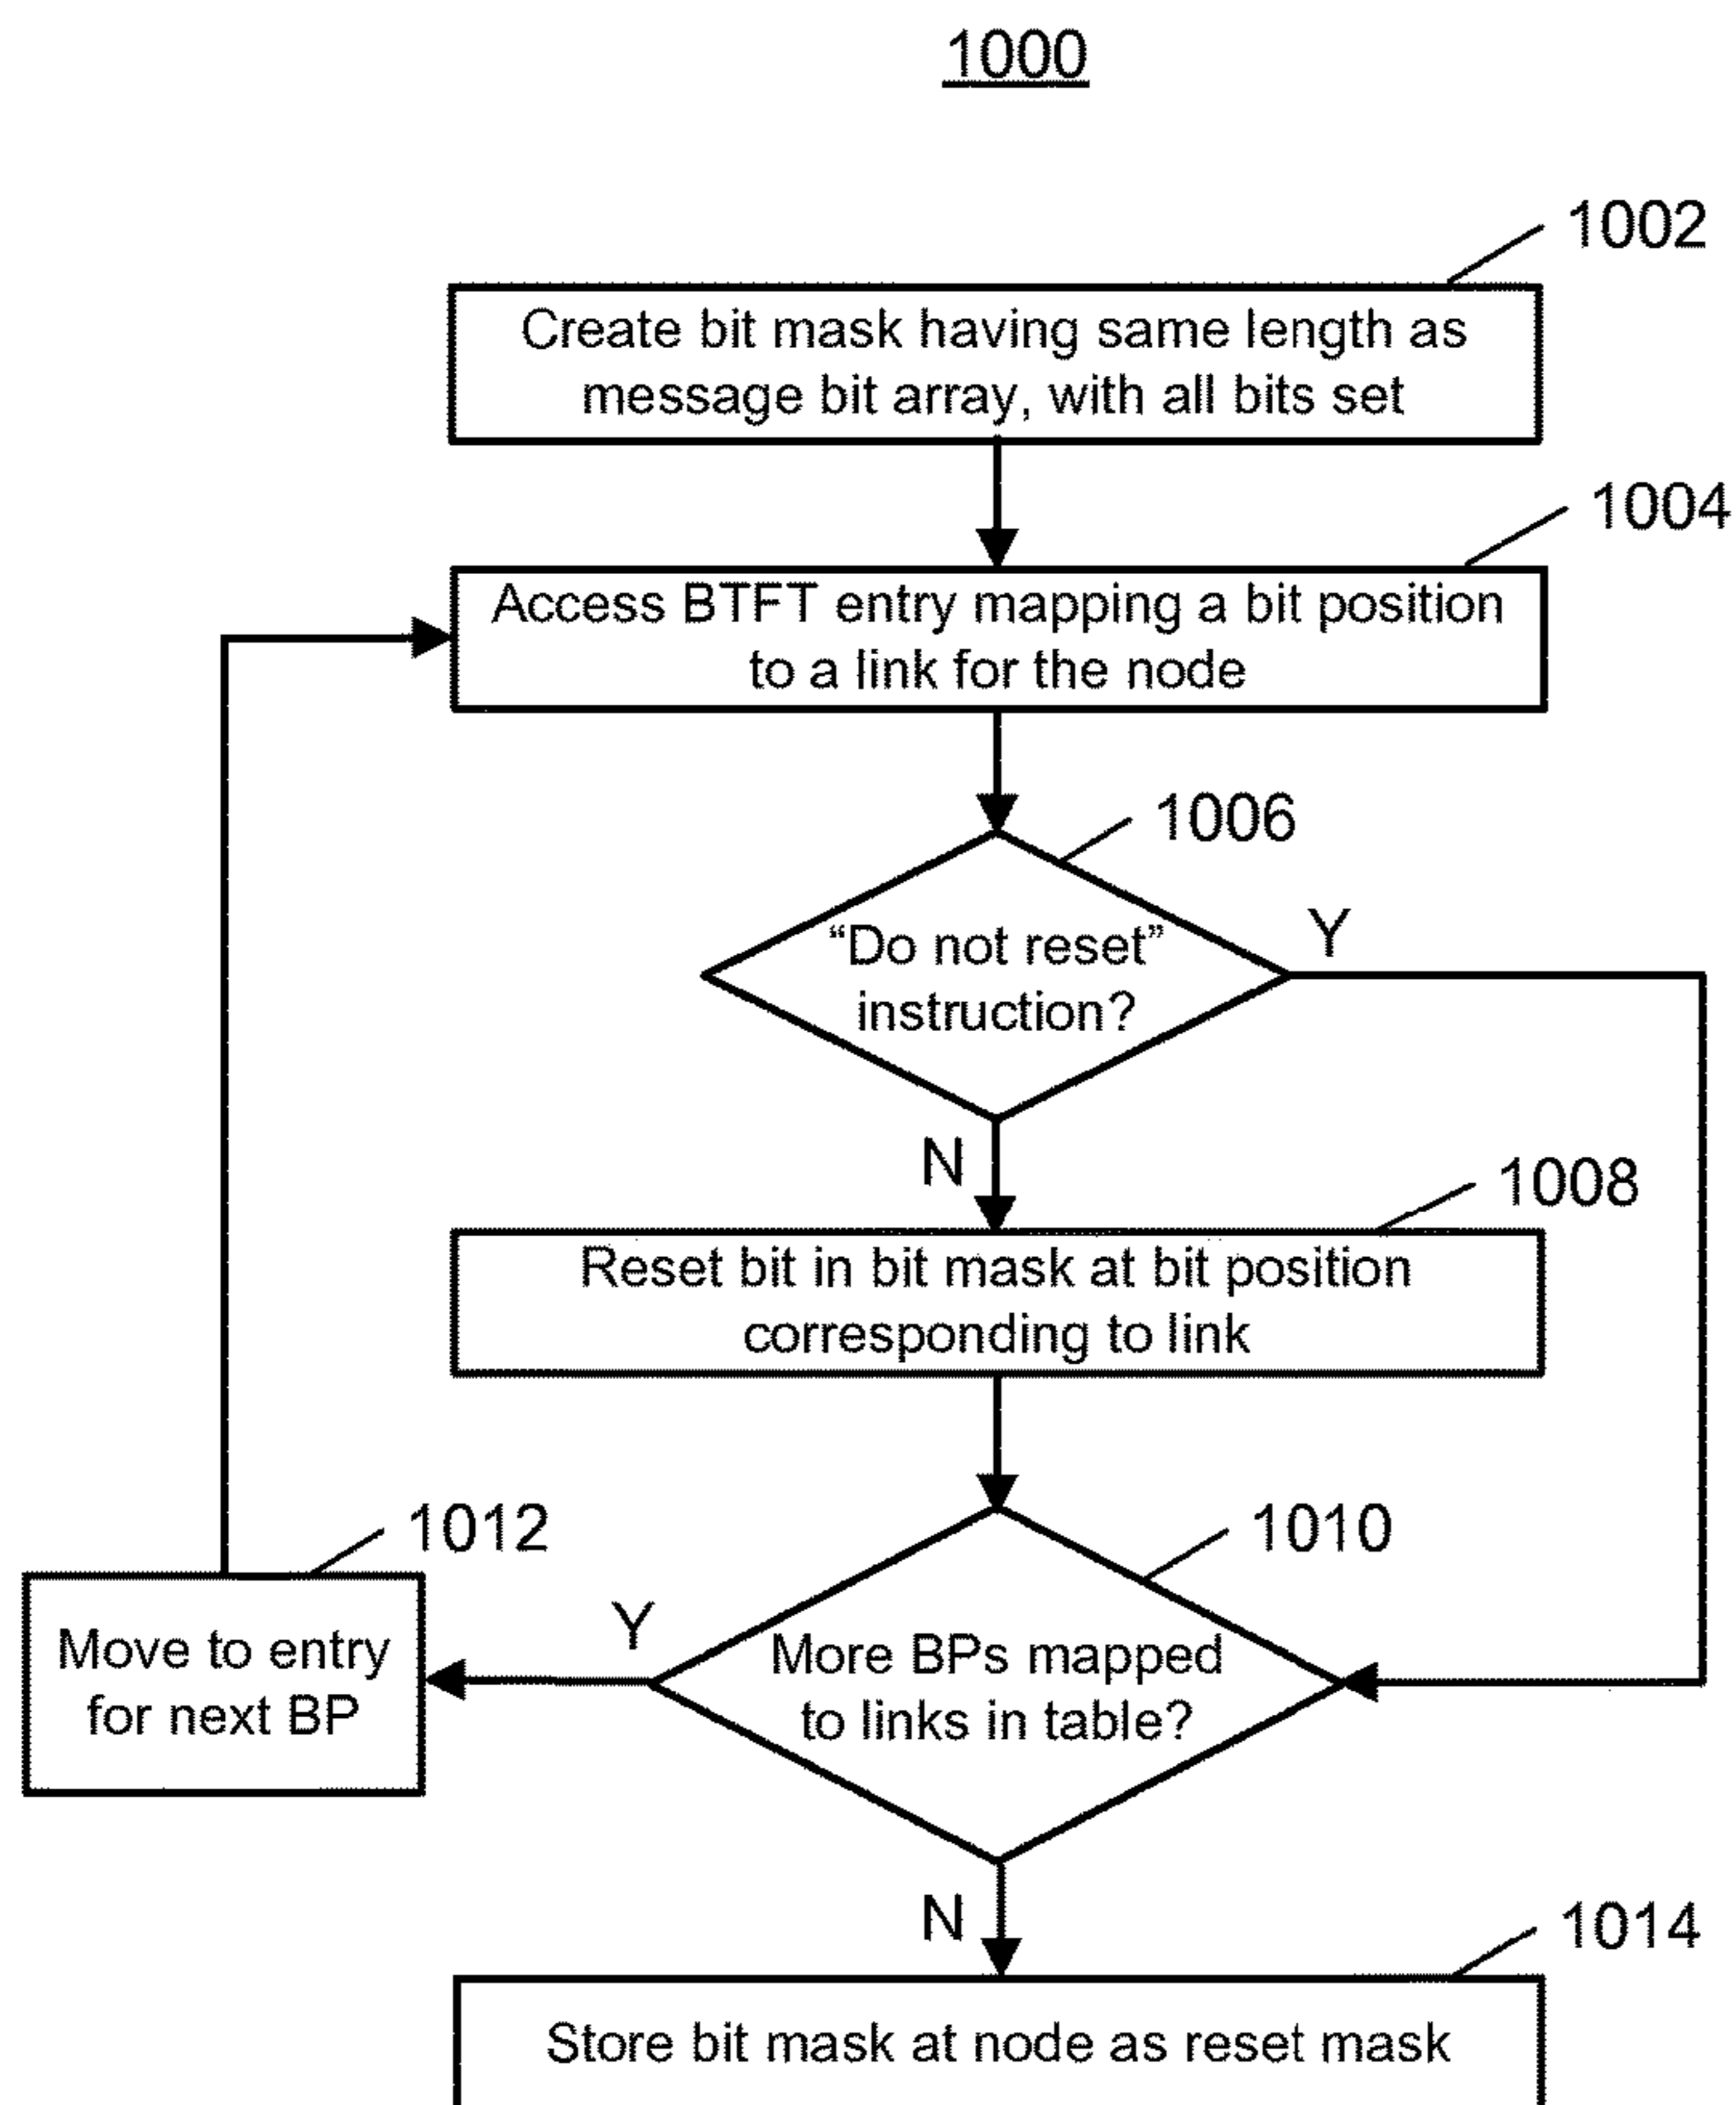 1000
1002
Create bit mask having same length as
message bit array, with all bits set
1004
Access BTFT entry mapping a bit position
to a link for the node
1006
“Do not reset”
instruction?
Y
N
1008
Reset bit in bit mask at bit position
corresponding to link
1012
1010
Move to entry
for next BP
Y
More BPs mapped
to links in table?
N
1014
Store bit mask at node as reset mask